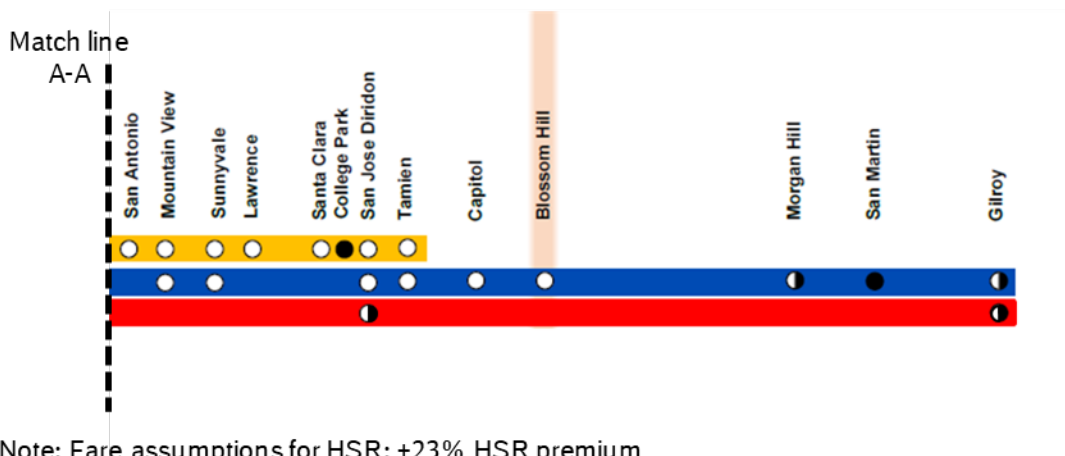 Match line
A-A
San Antonio
Mountain View
Sunnyvale
Lawrence
Santa Clara
College Park
San Jose Diridon
Tamien
Capitol
Blossom Hill
Morgan Hill
San Martin
Gilroy
Note: Fare assumptions for HSR: +23% HSR premium